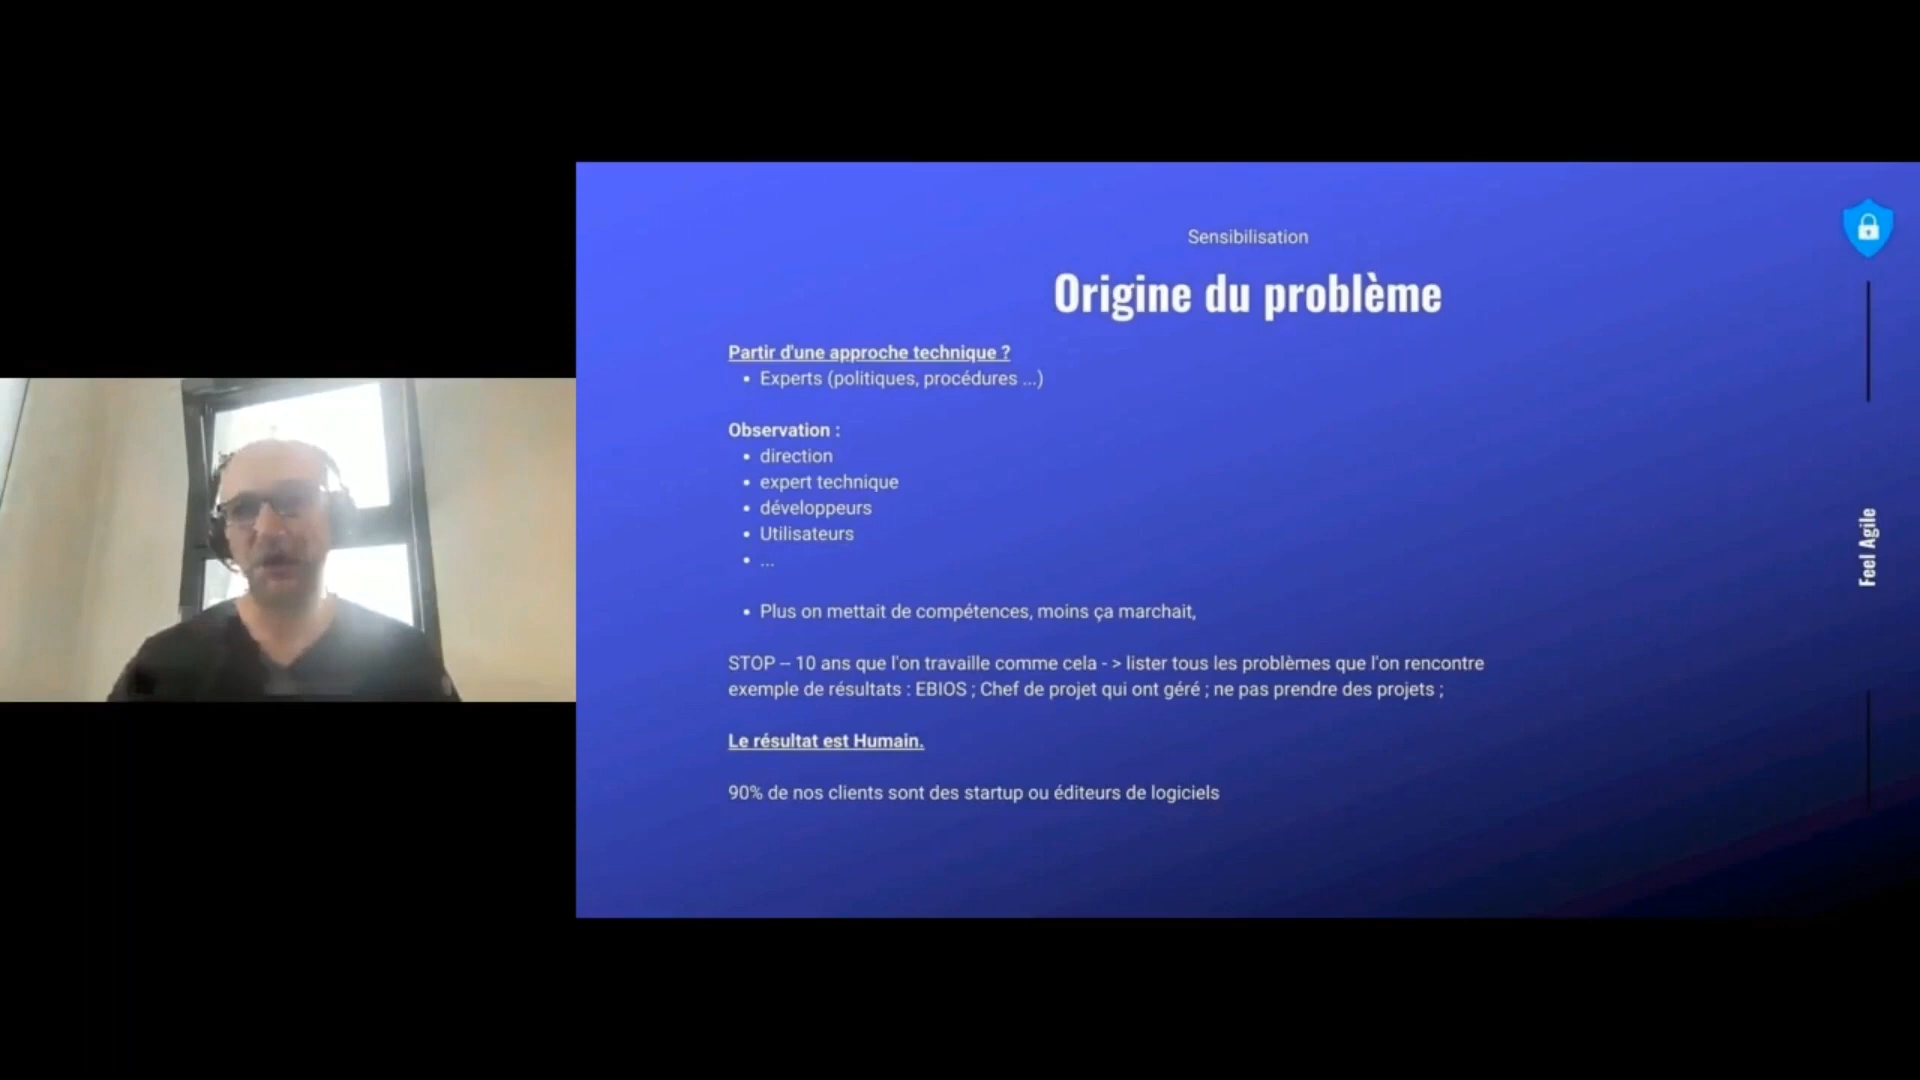 Sensibilisation
Origine du problème
Partir d'une approche technique ?
• Experts (politiques, procédures ...)
Observation :
• direction
• expert technique
• développeurs
• Utilisateurs
• ...
• Plus on mettait de compétences, moins ça marchait,
STOP – 10 ans que l'on travaille comme cela - > lister tous les problèmes que l'on rencontre
exemple de résultats : EBIOS ; Chef de projet qui ont géré ; ne pas prendre des projets ;
Le résultat est Humain.
90% de nos clients sont des startup ou éditeurs de logiciels
Feel Agile